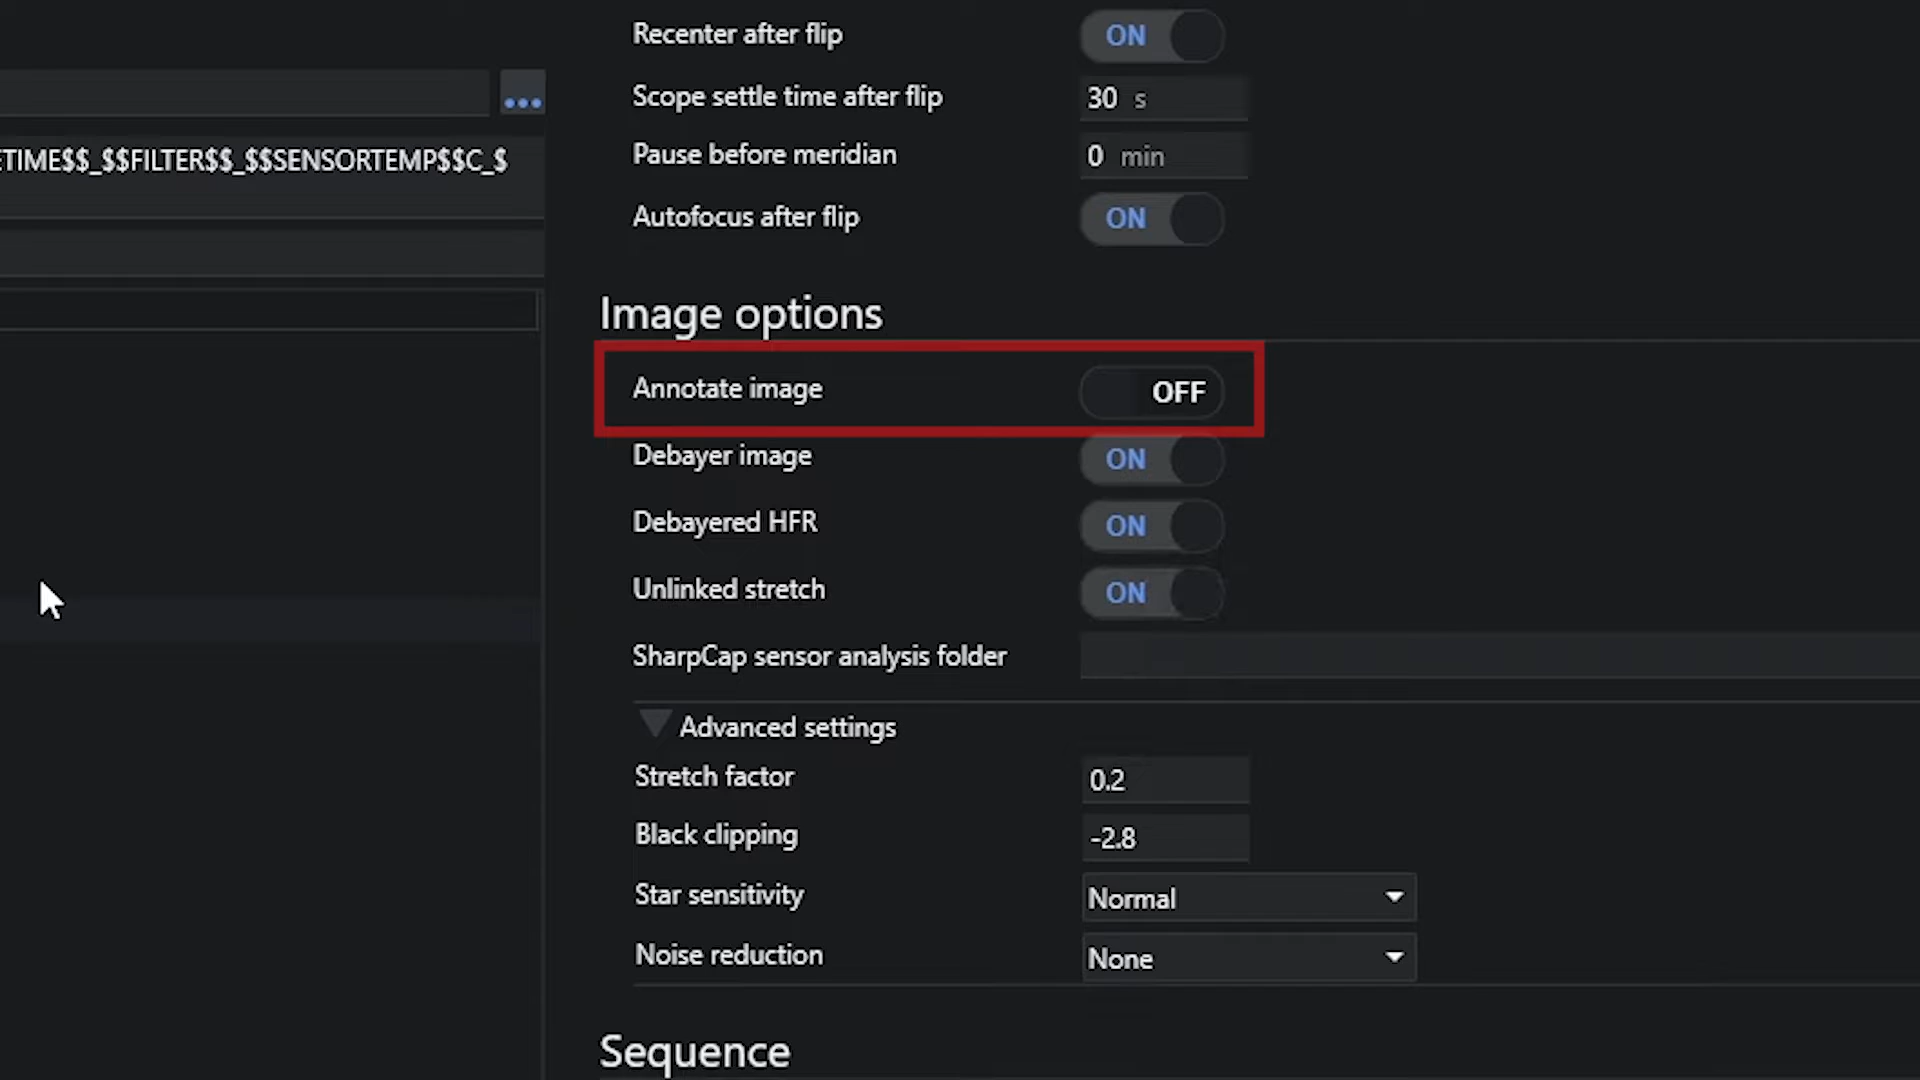 Recenter after flip ON
Scope settle time after flip 30 s
ETIME$$_$$FILTER$$_$$SENSORTEMP$$C_$
Pause before meridian 0 min
Autofocus after flip ON
Image options
Annotate image OFF
Debayer image ON
Debayered HFR ON
Unlinked stretch ON
SharpCap sensor analysis folder
Advanced settings
Stretch factor 0.2
Black clipping -2.8
Star sensitivity Normal
Noise reduction None
Sequence